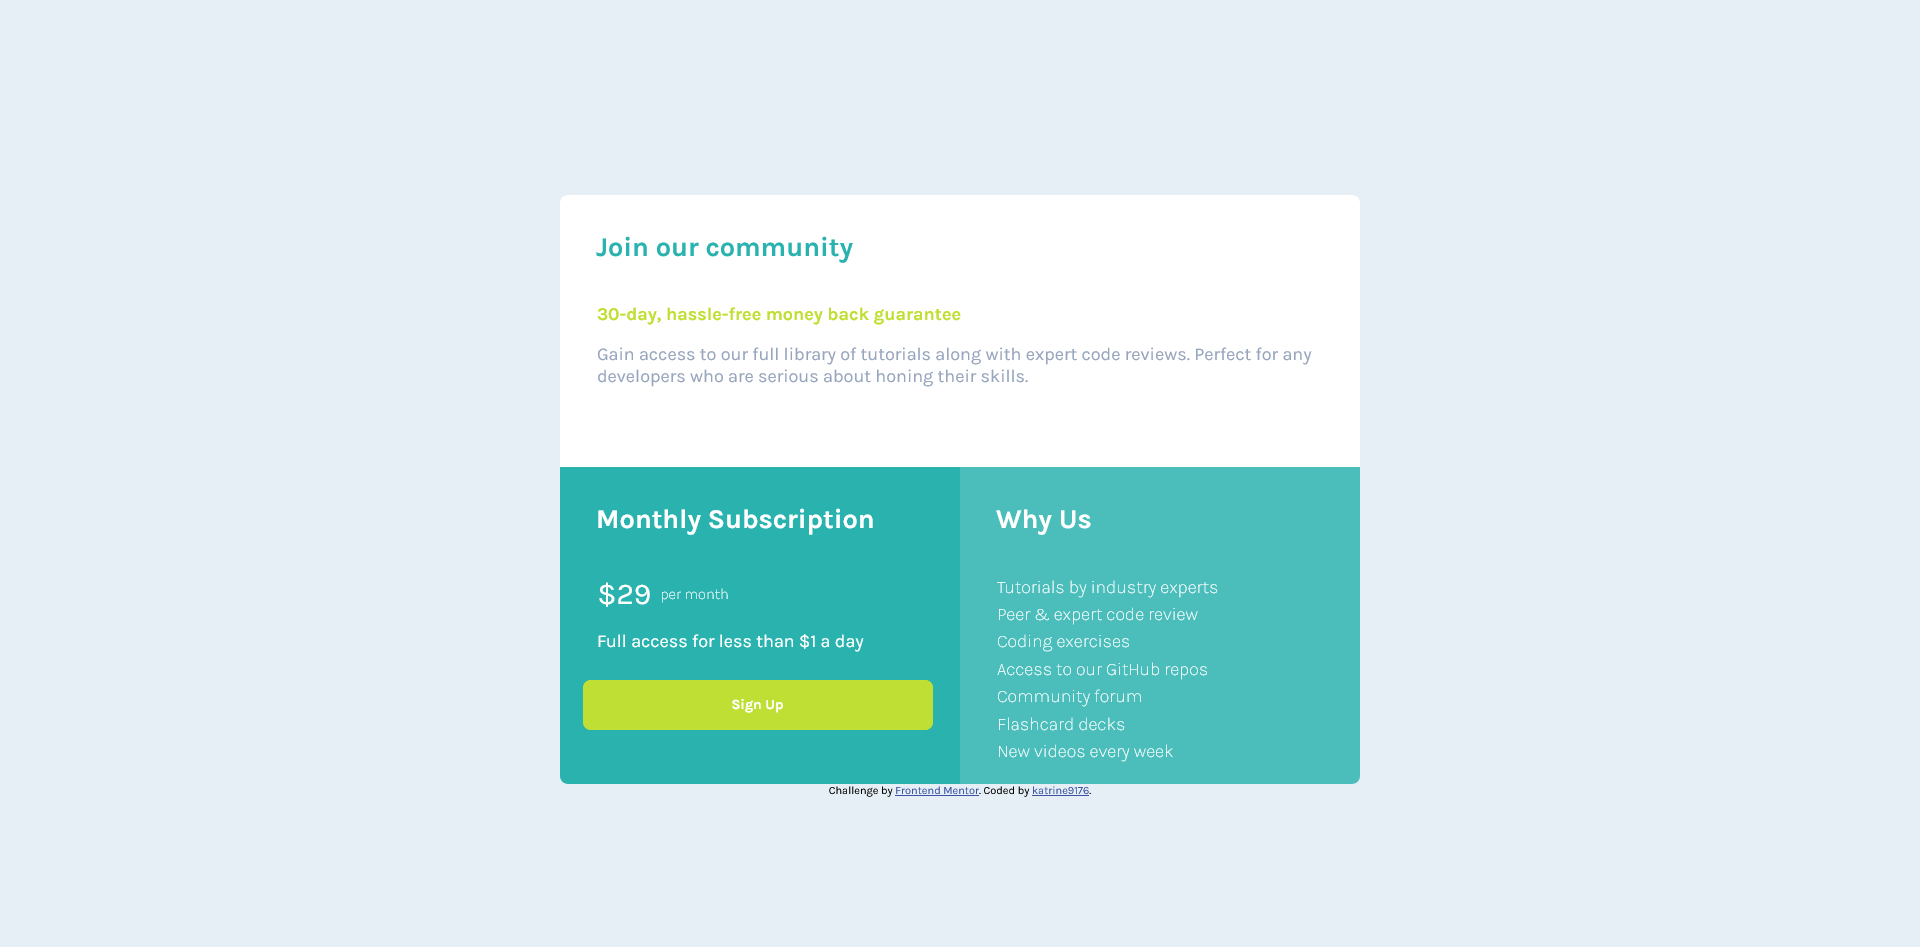 Join our community
30-day, hassle-free money back guarantee
Gain access to our full library of tutorials along with expert code reviews. Perfect for any
developers who are serious about honing their skills.
Monthly Subscription
$29 per month
Full access for less than $1 a day
Sign Up
Why Us
Tutorials by industry experts
Peer & expert code review
Coding exercises
Access to our GitHub repos
Community forum
Flashcard decks
New videos every week
Challenge by Frontend Mentor. Coded by katrine9176.